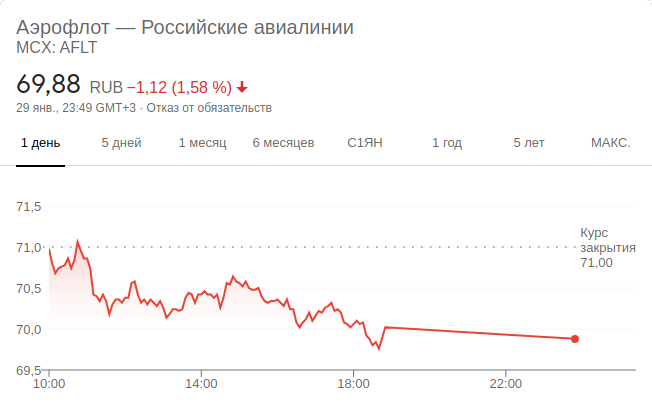 Аэрофлот — Российские авиалинии
MCX: AFLT
69,88 RUB −1,12 (1,58 %)
29 янв., 23:49 GMT+3 · Отказ от обязательств
1 день 5 дней 1 месяц 6 месяцев С1ЯН 1 год 5 лет МАКС.
71,5
Курс
71,0 закрытия
71,00
70,5
70,0
69,5
10:00 14:00 18:00 22:00